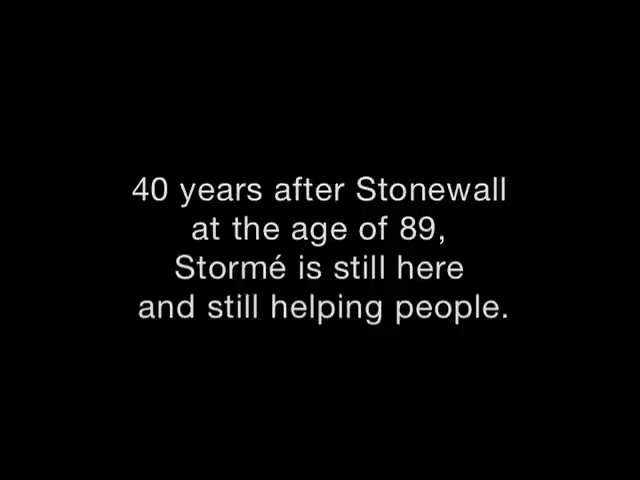 40 years after Stonewall
at the age of 89,
Stormé is still here
and still helping people.